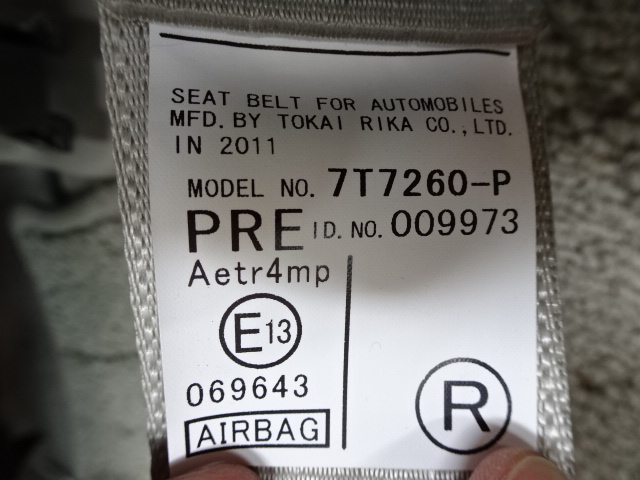 SEAT BELT FOR AUTOMOBILES
MFD. BY TOKAI RIKA CO., LTD.
IN 2011
MODEL NO. 7T7260-P
PRE ID. NO. 009973
Aetr4mp
E13
069643
AIRBAG
R